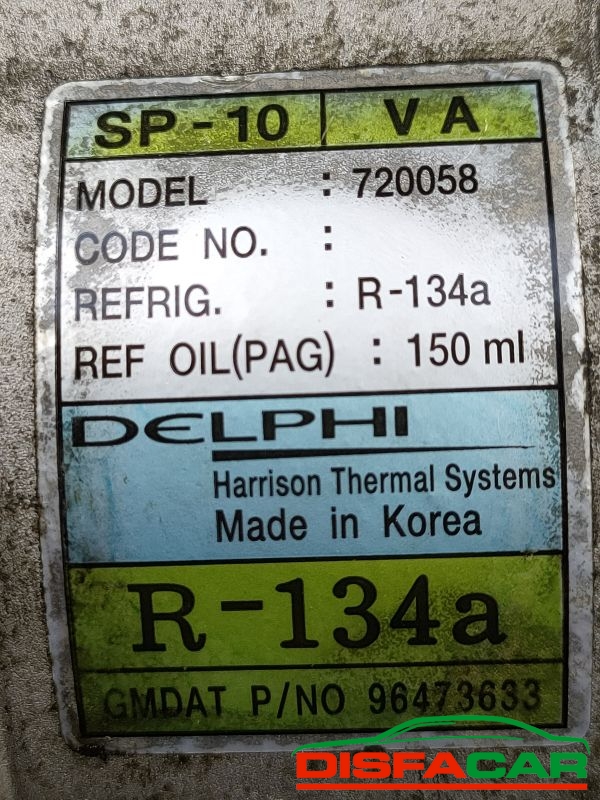 SP-10 | VA
MODEL : 720058
CODE NO. :
REFRIG. : R-134a
REF OIL(PAG) : 150 ml
DELPHI
Harrison Thermal Systems
Made in Korea
R-134a
GMDAT P/NO 96473633
DISFACAR